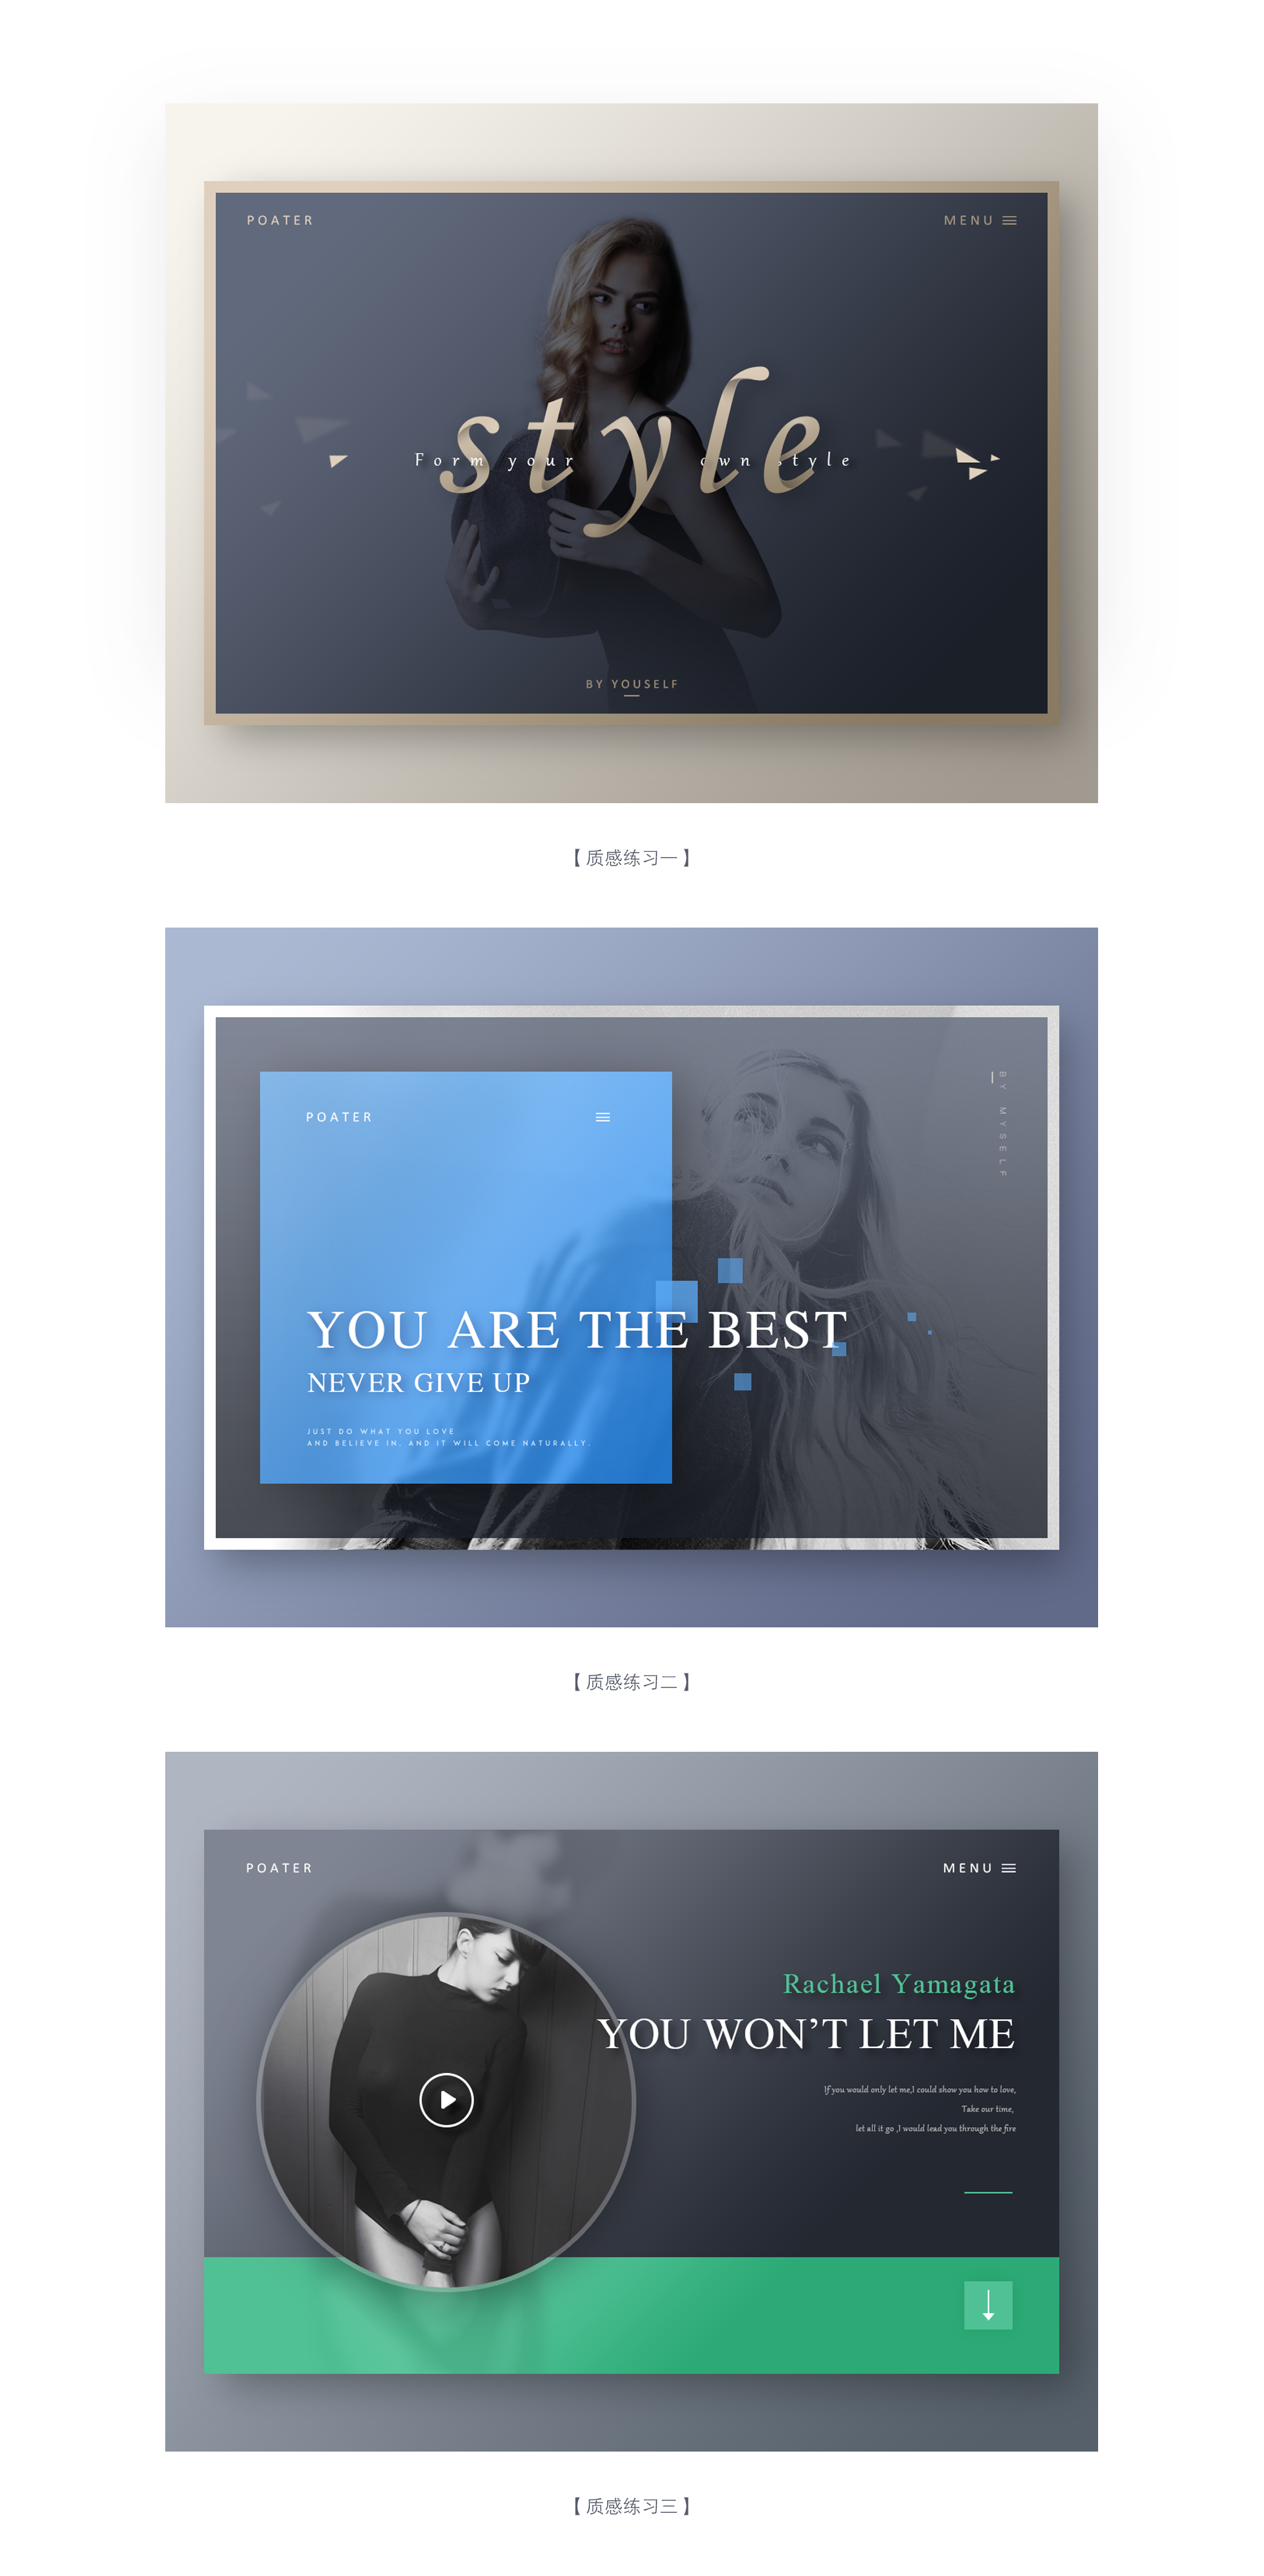 POATER
MENU
style
Form your own style
BY YOUSELF
【 质感练习一 】
POATER
BY MYSELF
YOU ARE THE BEST
NEVER GIVE UP
JUST DO WHAT YOU LOVE
AND BELIEVE IN. AND IT WILL COME NATURALLY.
【 质感练习二 】
POATER
MENU
Rachael Yamagata
YOU WON’T LET ME
If you would only let me,I could show you how to love,
Take our time,
let all it go ,I would lead you through the fire
【 质感练习三 】